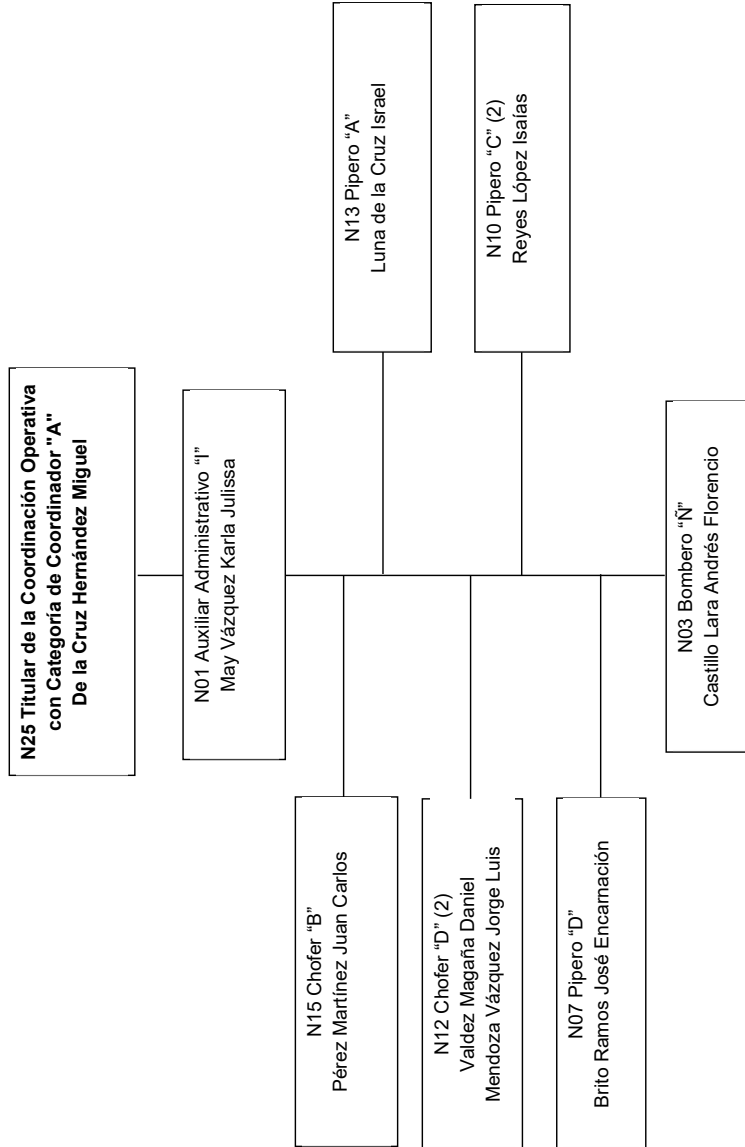 N25 Titular de la Coordinación Operativa
con Categoría de Coordinador "A"
De la Cruz Hernández Miguel
N01 Auxiliar Administrativo “I”
May Vázquez Karla Julissa
N15 Chofer “B”
Pérez Martínez Juan Carlos
N13 Pipero “A”
Luna de la Cruz Israel
N12 Chofer “D” (2)
Valdez Magaña Daniel
Mendoza Vázquez Jorge Luis
N10 Pipero “C” (2)
Reyes López Isaías
N07 Pipero “D”
Brito Ramos José Encarnación
N03 Bombero “Ñ”
Castillo Lara Andrés Florencio